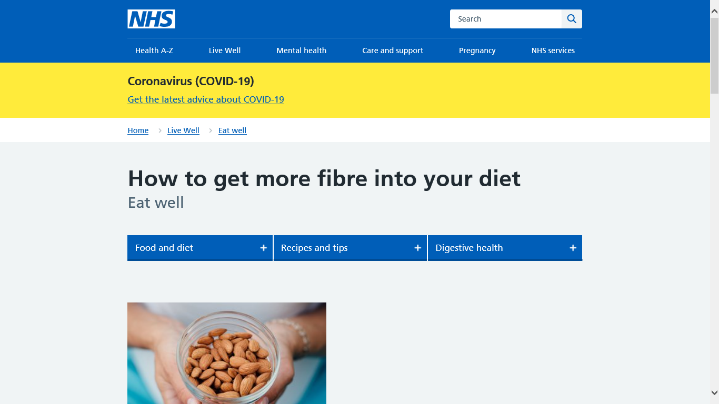 NHS
Search
Health A-Z Live Well Mental health Care and support Pregnancy NHS services
Coronavirus (COVID-19)
Get the latest advice about COVID-19
Home Live Well Eat well
How to get more fibre into your diet
Eat well
Food and diet Recipes and tips Digestive health